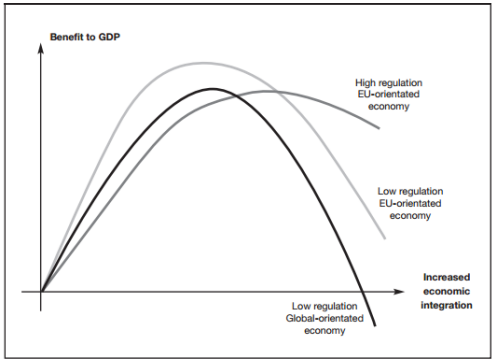 Benefit to GDP
High regulation
EU-orientated
economy
Low regulation
EU-orientated
economy
Increased
economic
integration
Low regulation
Global-orientated
economy